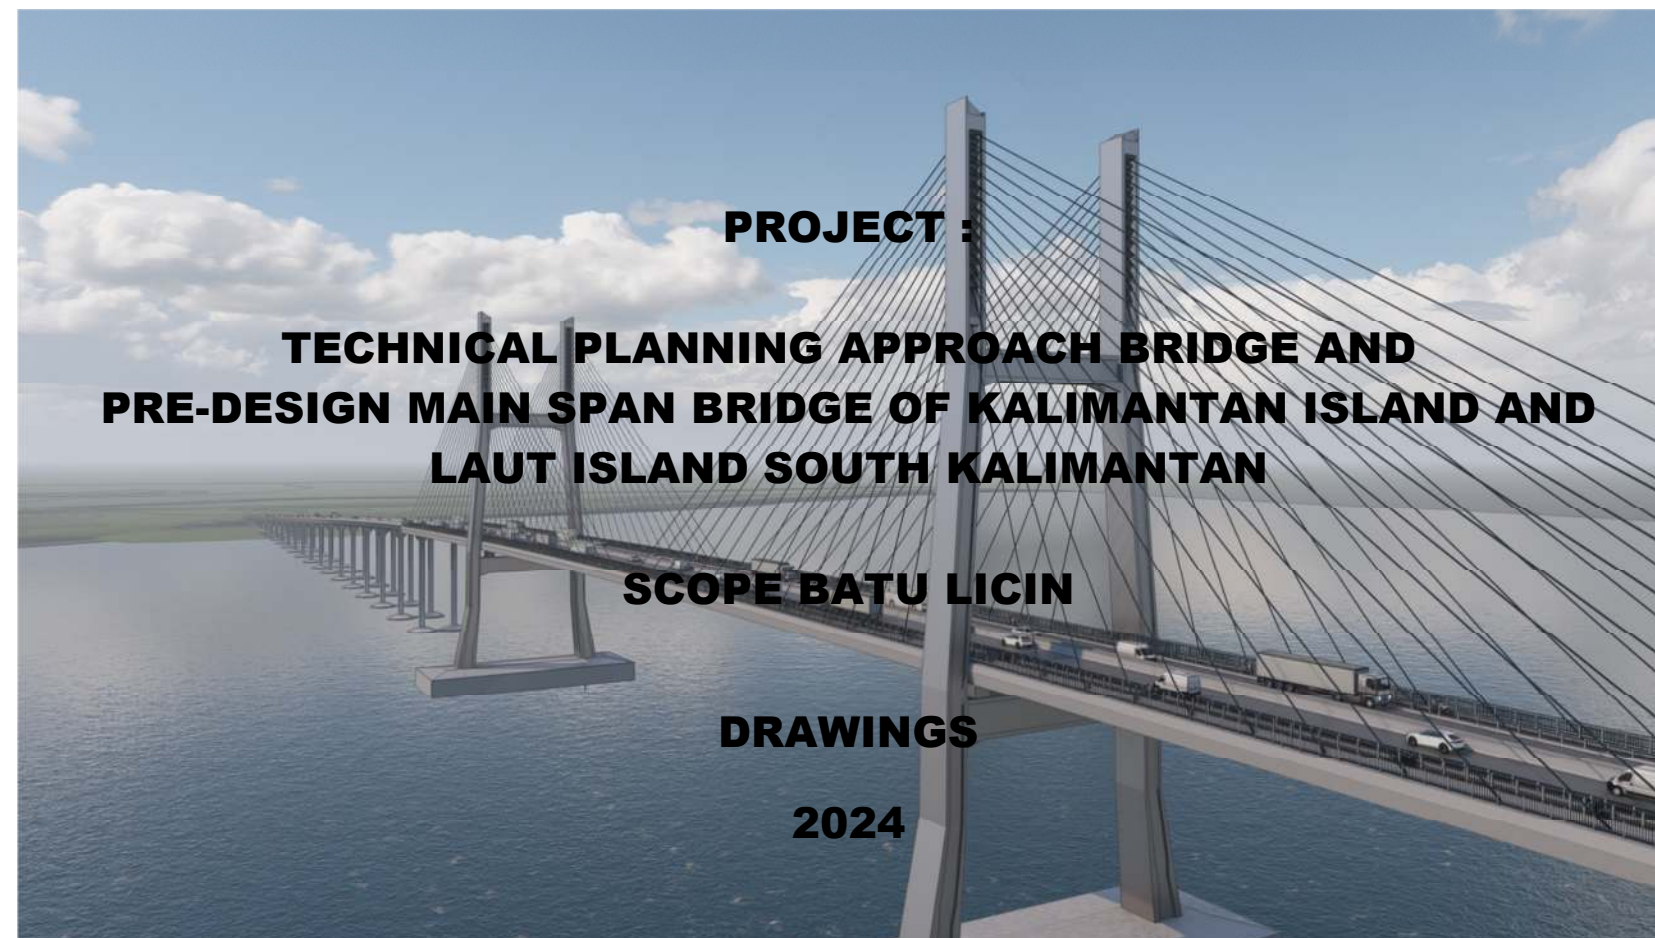 PROJECT :
TECHNICAL PLANNING APPROACH BRIDGE AND
PRE-DESIGN MAIN SPAN BRIDGE OF KALIMANTAN ISLAND AND
LAUT ISLAND SOUTH KALIMANTAN
SCOPE BATU LICIN
DRAWINGS
2024